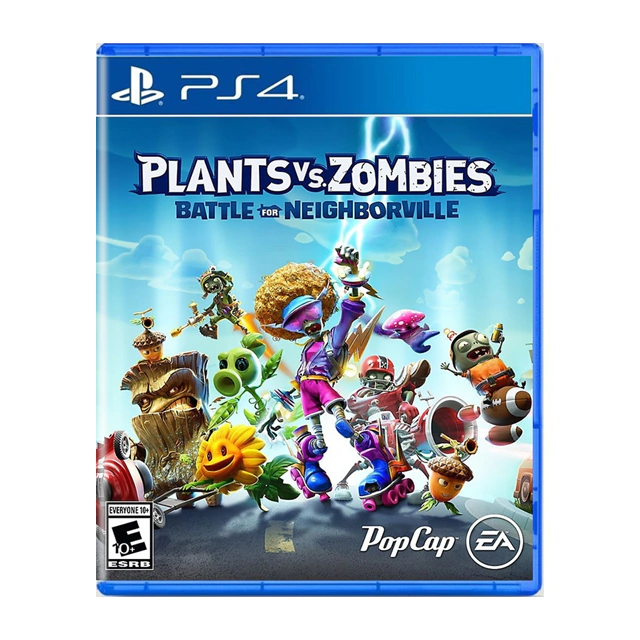 PS4
PLANTS vs. ZOMBIES
BATTLE FOR NEIGHBORVILLE
EVERYONE 10+
E
10+
ESRB
PopCap
EA